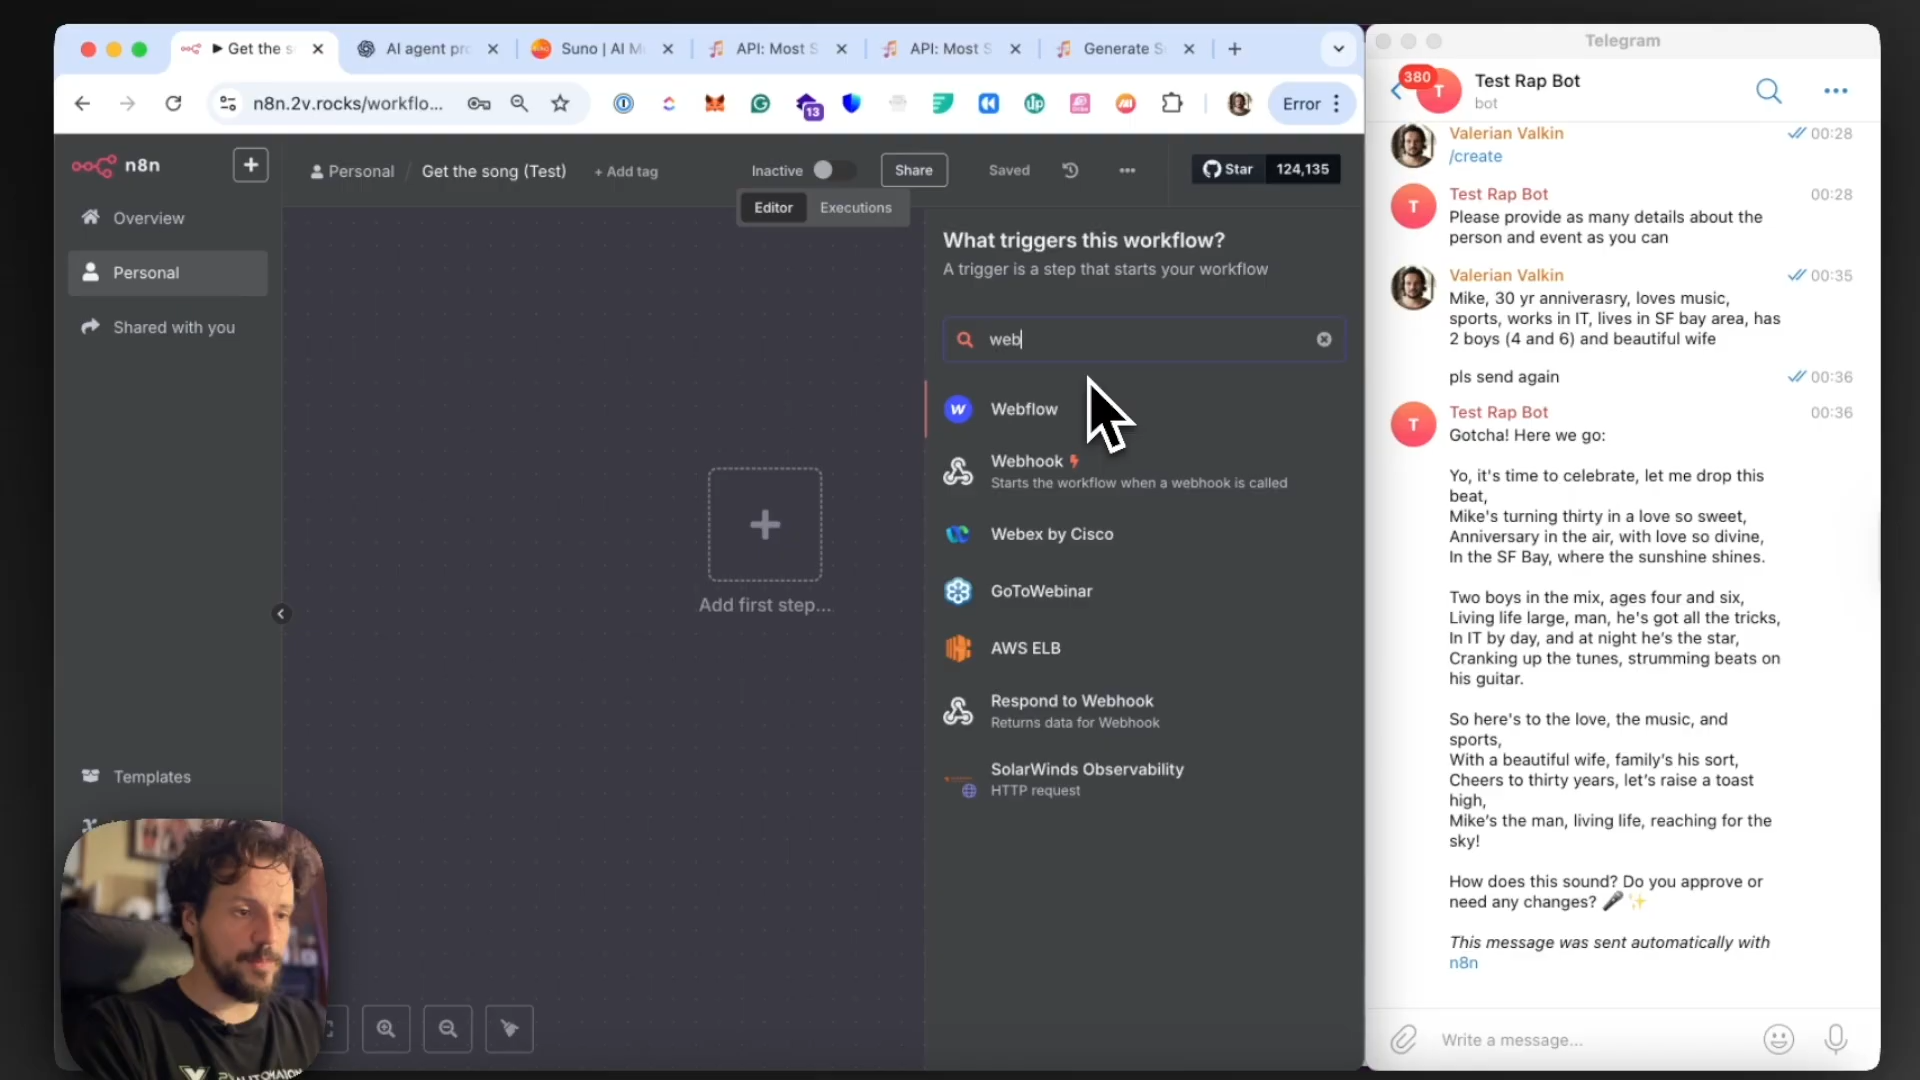 Get the s
AI agent pro
Suno | AI M
API: Most S
API: Most S
Generate S
n8n.2v.rocks/workflo...
13
Error
n8n
Personal / Get the song (Test)
+ Add tag
Inactive
Share
Saved
Star
124,135
Editor
Executions
Overview
Personal
Shared with you
Templates
Add first step...
What triggers this workflow?
A trigger is a step that starts your workflow
web
Webflow
Webhook
Starts the workflow when a webhook is called
Webex by Cisco
GoToWebinar
AWS ELB
Respond to Webhook
Returns data for Webhook
SolarWinds Observability
HTTP request
Telegram
380
T
Test Rap Bot
bot
Valerian Valkin
00:28
/create
T
Test Rap Bot
00:28
Please provide as many details about the
person and event as you can
Valerian Valkin
00:35
Mike, 30 yr anniverasry, loves music,
sports, works in IT, lives in SF bay area, has
2 boys (4 and 6) and beautiful wife
pls send again
00:36
T
Test Rap Bot
00:36
Gotcha! Here we go:
Yo, it's time to celebrate, let me drop this
beat,
Mike's turning thirty in a love so sweet,
Anniversary in the air, with love so divine,
In the SF Bay, where the sunshine shines.
Two boys in the mix, ages four and six,
Living life large, man, he's got all the tricks,
In IT by day, and at night he's the star,
Cranking up the tunes, strumming beats on
his guitar.
So here's to the love, the music, and
sports,
With a beautiful wife, family's his sort,
Cheers to thirty years, let's raise a toast
high,
Mike's the man, living life, reaching for the
sky!
How does this sound? Do you approve or
need any changes? 🎤✨
This message was sent automatically with
n8n
Write a message...